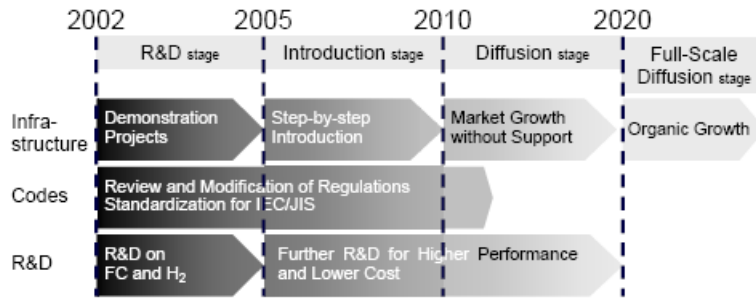 2002 2005 2010 2020
R&D stage Introduction stage Diffusion stage Full-Scale
Diffusion stage
Infra-
structure
Demonstration
Projects
Step-by-step
Introduction
Market Growth
without Support
Organic Growth
Codes
Review and Modification of Regulations
Standardization for IEC/JIS
R&D
R&D on
FC and H₂
Further R&D for Higher Performance
and Lower Cost